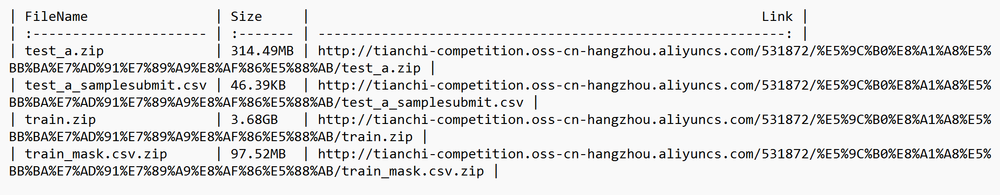 | FileName                | Size     |                                                         Link |
| :---------------------- | :------- | -----------------------------------------------------------: |
| test_a.zip              | 314.49MB | http://tianchi-competition.oss-cn-hangzhou.aliyuncs.com/531872/%E5%9C%B0%E8%A1%A8%E5%
BB%BA%E7%AD%91%E7%89%A9%E8%AF%86%E5%88%AB/test_a.zip |
| test_a_samplesubmit.csv | 46.39KB  | http://tianchi-competition.oss-cn-hangzhou.aliyuncs.com/531872/%E5%9C%B0%E8%A1%A8%E5%
BB%BA%E7%AD%91%E7%89%A9%E8%AF%86%E5%88%AB/test_a_samplesubmit.csv |
| train.zip               | 3.68GB   | http://tianchi-competition.oss-cn-hangzhou.aliyuncs.com/531872/%E5%9C%B0%E8%A1%A8%E5%
BB%BA%E7%AD%91%E7%89%A9%E8%AF%86%E5%88%AB/train.zip |
| train_mask.csv.zip      | 97.52MB  | http://tianchi-competition.oss-cn-hangzhou.aliyuncs.com/531872/%E5%9C%B0%E8%A1%A8%E5%
BB%BA%E7%AD%91%E7%89%A9%E8%AF%86%E5%88%AB/train_mask.csv.zip |